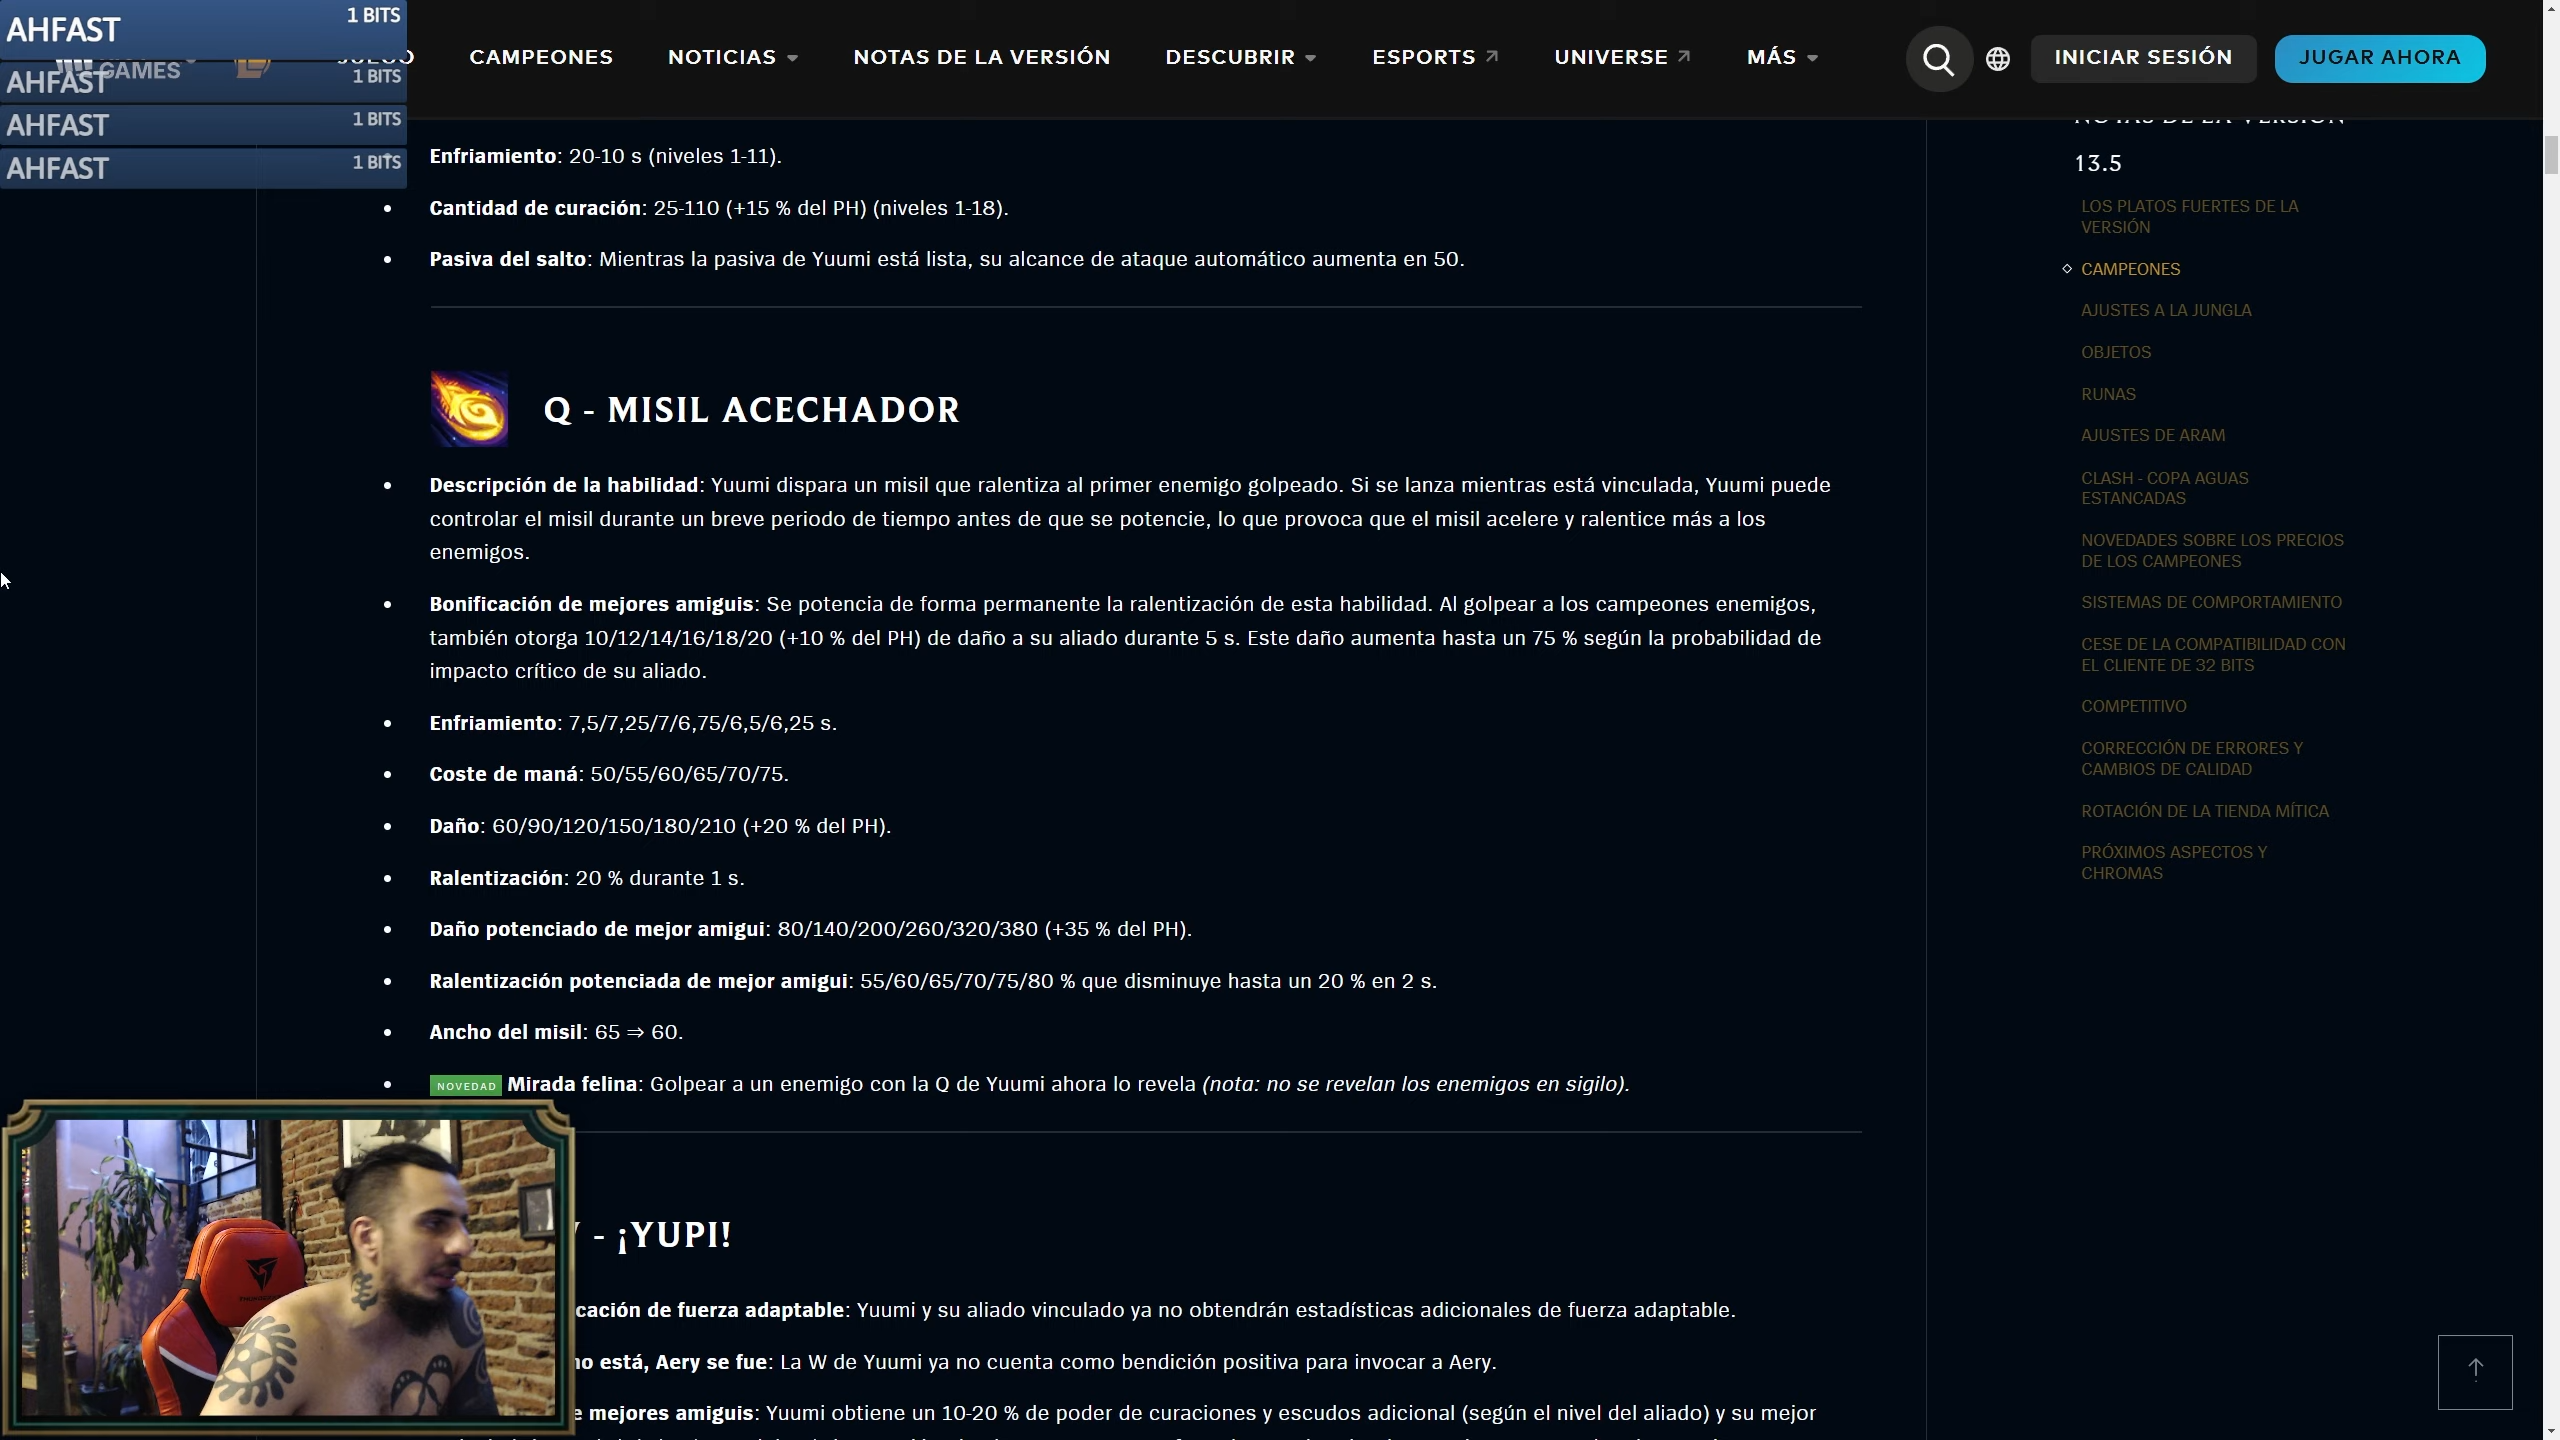 AHFAST 1 BITS
AHFAST 1 BITS
AHFAST 1 BITS
AHFAST 1 BITS
GAMES
JUEGO CAMPEONES NOTICIAS NOTAS DE LA VERSIÓN DESCUBRIR ESPORTS UNIVERSE MÁS INICIAR SESIÓN JUGAR AHORA
Enfriamiento: 20-10 s (niveles 1-11).
Cantidad de curación: 25-110 (+15 % del PH) (niveles 1-18).
Pasiva del salto: Mientras la pasiva de Yuumi está lista, su alcance de ataque automático aumenta en 50.
Q - MISIL ACECHADOR
Descripción de la habilidad: Yuumi dispara un misil que ralentiza al primer enemigo golpeado. Si se lanza mientras está vinculada, Yuumi puede
controlar el misil durante un breve periodo de tiempo antes de que se potencie, lo que provoca que el misil acelere y ralentice más a los
enemigos.
Bonificación de mejores amiguis: Se potencia de forma permanente la ralentización de esta habilidad. Al golpear a los campeones enemigos,
también otorga 10/12/14/16/18/20 (+10 % del PH) de daño a su aliado durante 5 s. Este daño aumenta hasta un 75 % según la probabilidad de
impacto crítico de su aliado.
Enfriamiento: 7,5/7,25/7/6,75/6,5/6,25 s.
Coste de maná: 50/55/60/65/70/75.
Daño: 60/90/120/150/180/210 (+20 % del PH).
Ralentización: 20 % durante 1 s.
Daño potenciado de mejor amigui: 80/140/200/260/320/380 (+35 % del PH).
Ralentización potenciada de mejor amigui: 55/60/65/70/75/80 % que disminuye hasta un 20 % en 2 s.
Ancho del misil: 65 ⇒ 60.
NOVEDAD Mirada felina: Golpear a un enemigo con la Q de Yuumi ahora lo revela (nota: no se revelan los enemigos en sigilo).
- ¡YUPI!
cación de fuerza adaptable: Yuumi y su aliado vinculado ya no obtendrán estadísticas adicionales de fuerza adaptable.
no está, Aery se fue: La W de Yuumi ya no cuenta como bendición positiva para invocar a Aery.
e mejores amiguis: Yuumi obtiene un 10-20 % de poder de curaciones y escudos adicional (según el nivel del aliado) y su mejor
NOTAS DE LA VERSIÓN
13.5
LOS PLATOS FUERTES DE LA
VERSIÓN
CAMPEONES
AJUSTES A LA JUNGLA
OBJETOS
RUNAS
AJUSTES DE ARAM
CLASH - COPA AGUAS
ESTANCADAS
NOVEDADES SOBRE LOS PRECIOS
DE LOS CAMPEONES
SISTEMAS DE COMPORTAMIENTO
CESE DE LA COMPATIBILIDAD CON
EL CLIENTE DE 32 BITS
COMPETITIVO
CORRECCIÓN DE ERRORES Y
CAMBIOS DE CALIDAD
ROTACIÓN DE LA TIENDA MÍTICA
PRÓXIMOS ASPECTOS Y
CHROMAS